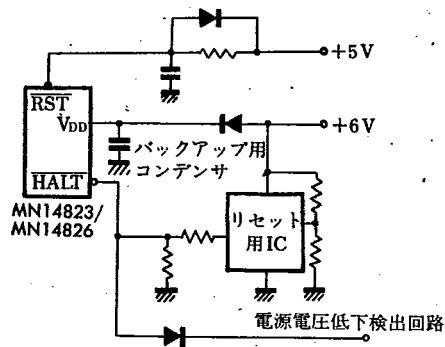 +5V
RST
VDD
+6V
バックアップ用
コンデンサ
HALT
MN14823/
MN14826
リセット
用IC
電源電圧低下検出回路